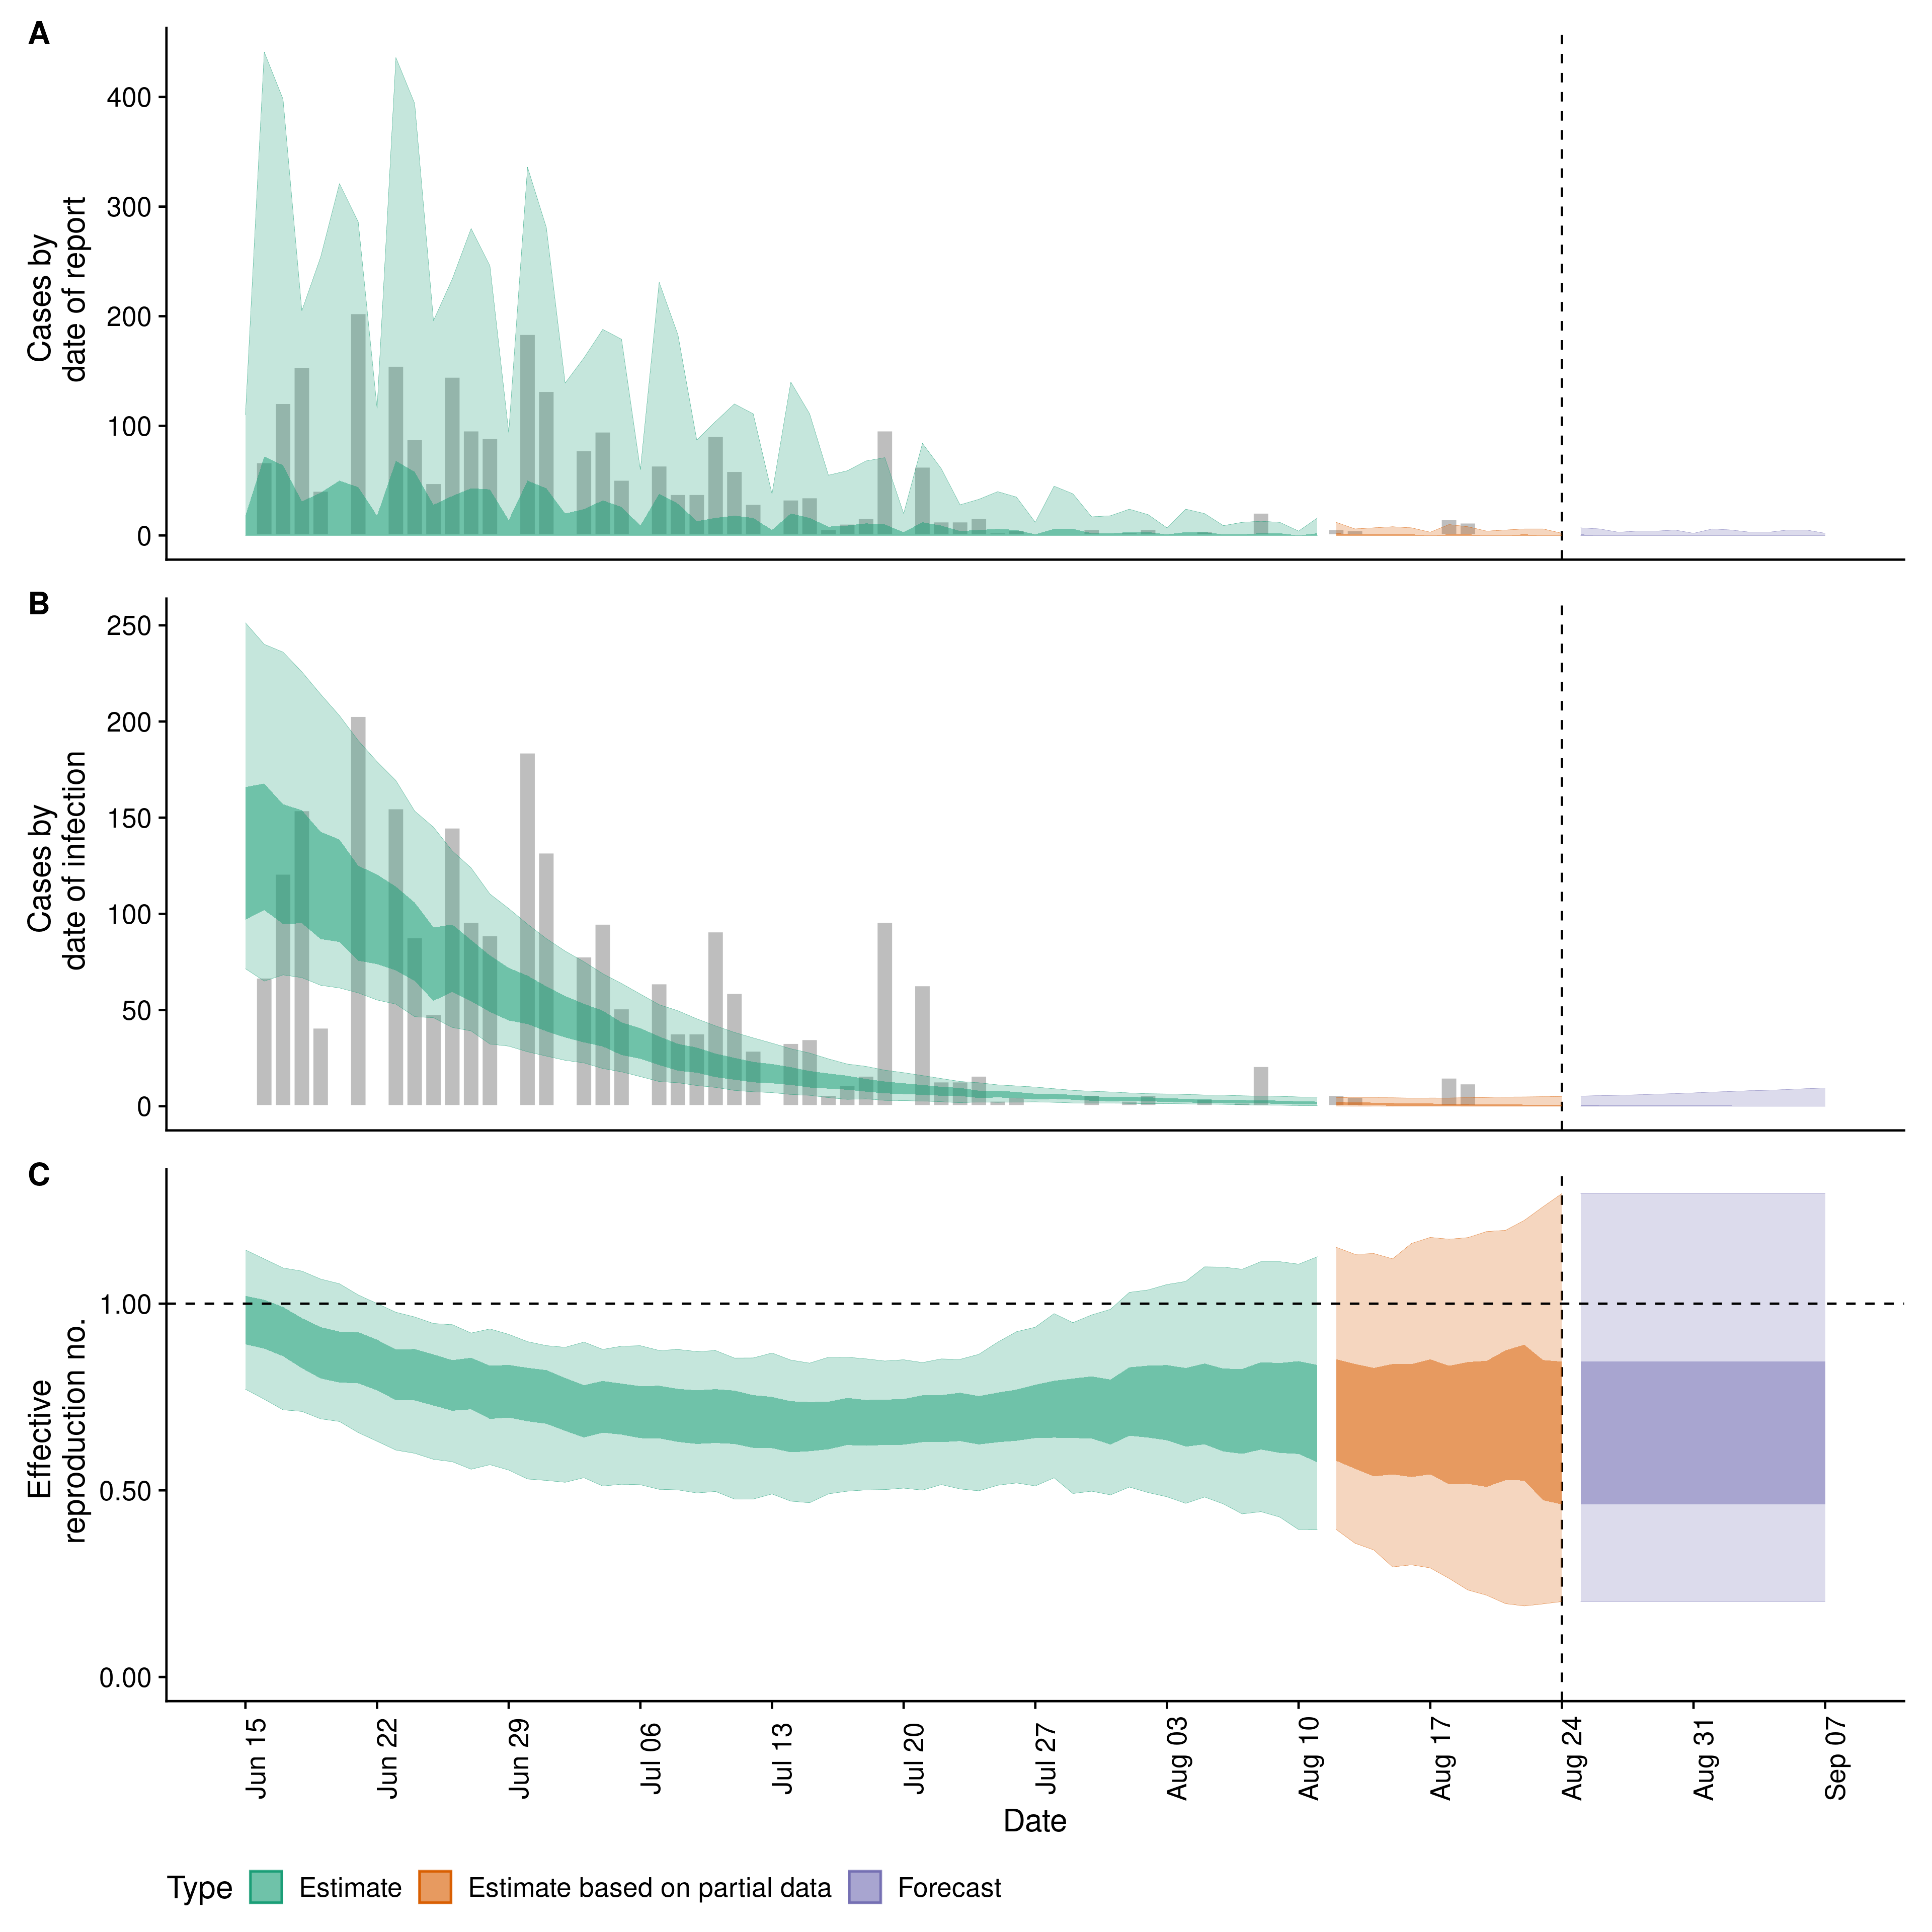 A
400
300
200
100
0
Cases by
date of report
B
250
200
150
100
50
0
Cases by
date of infection
C
1.00
0.50
0.00
Effective
reproduction no.
Jun 15
Jun 22
Jun 29
Jul 06
Jul 13
Jul 20
Jul 27
Aug 03
Aug 10
Aug 17
Aug 24
Aug 31
Sep 07
Date
Type Estimate Estimate based on partial data Forecast